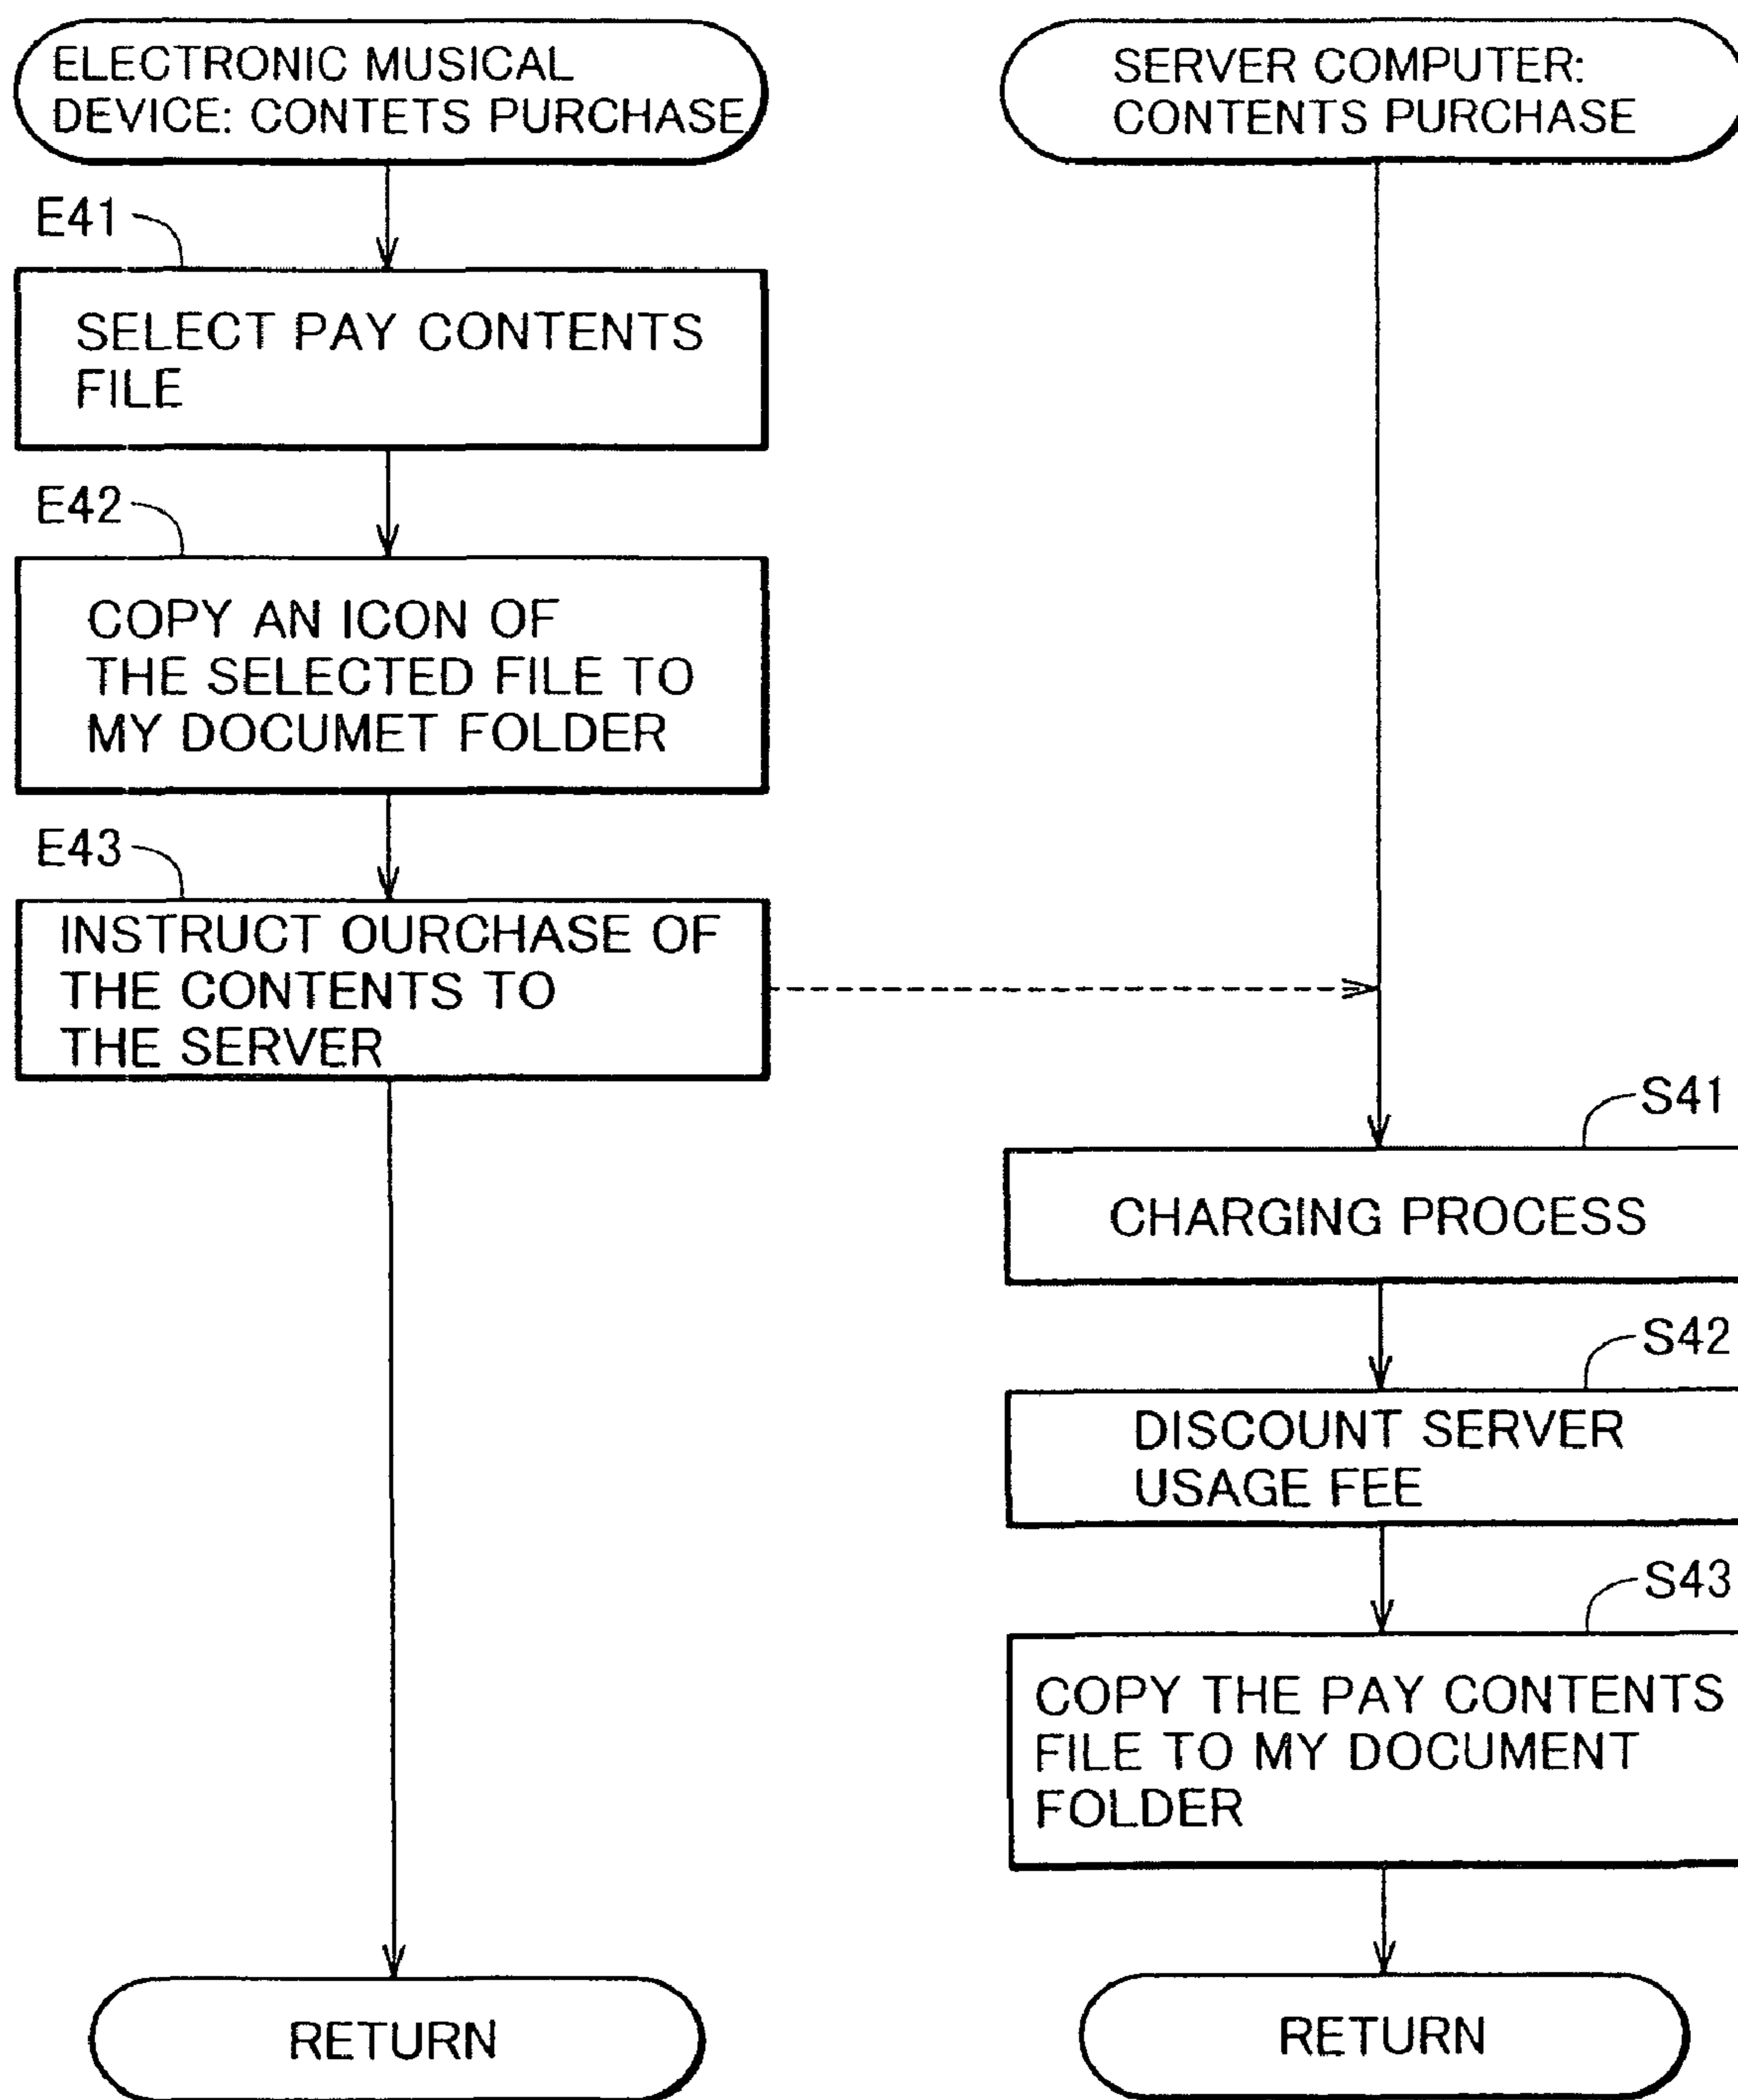 ELECTRONIC MUSICAL
DEVICE: CONTETS PURCHASE
E41
SELECT PAY CONTENTS
FILE
E42
COPY AN ICON OF
THE SELECTED FILE TO
MY DOCUMET FOLDER
E43
INSTRUCT OURCHASE OF
THE CONTENTS TO
THE SERVER
RETURN
SERVER COMPUTER:
CONTENTS PURCHASE
S41
CHARGING PROCESS
S42
DISCOUNT SERVER
USAGE FEE
S43
COPY THE PAY CONTENTS
FILE TO MY DOCUMENT
FOLDER
RETURN